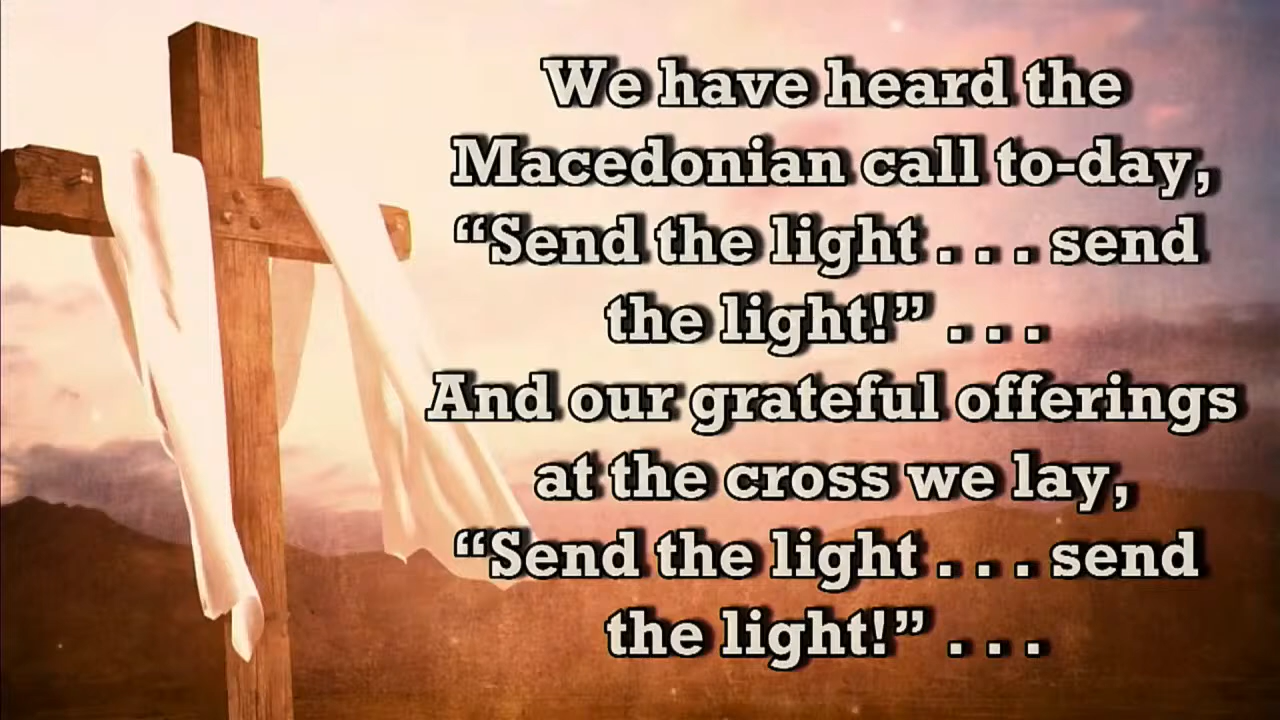 We have heard the
Macedonian call to-day,
“Send the light . . . send
the light!” . . .
And our grateful offerings
at the cross we lay,
“Send the light . . . send
the light!” . . .